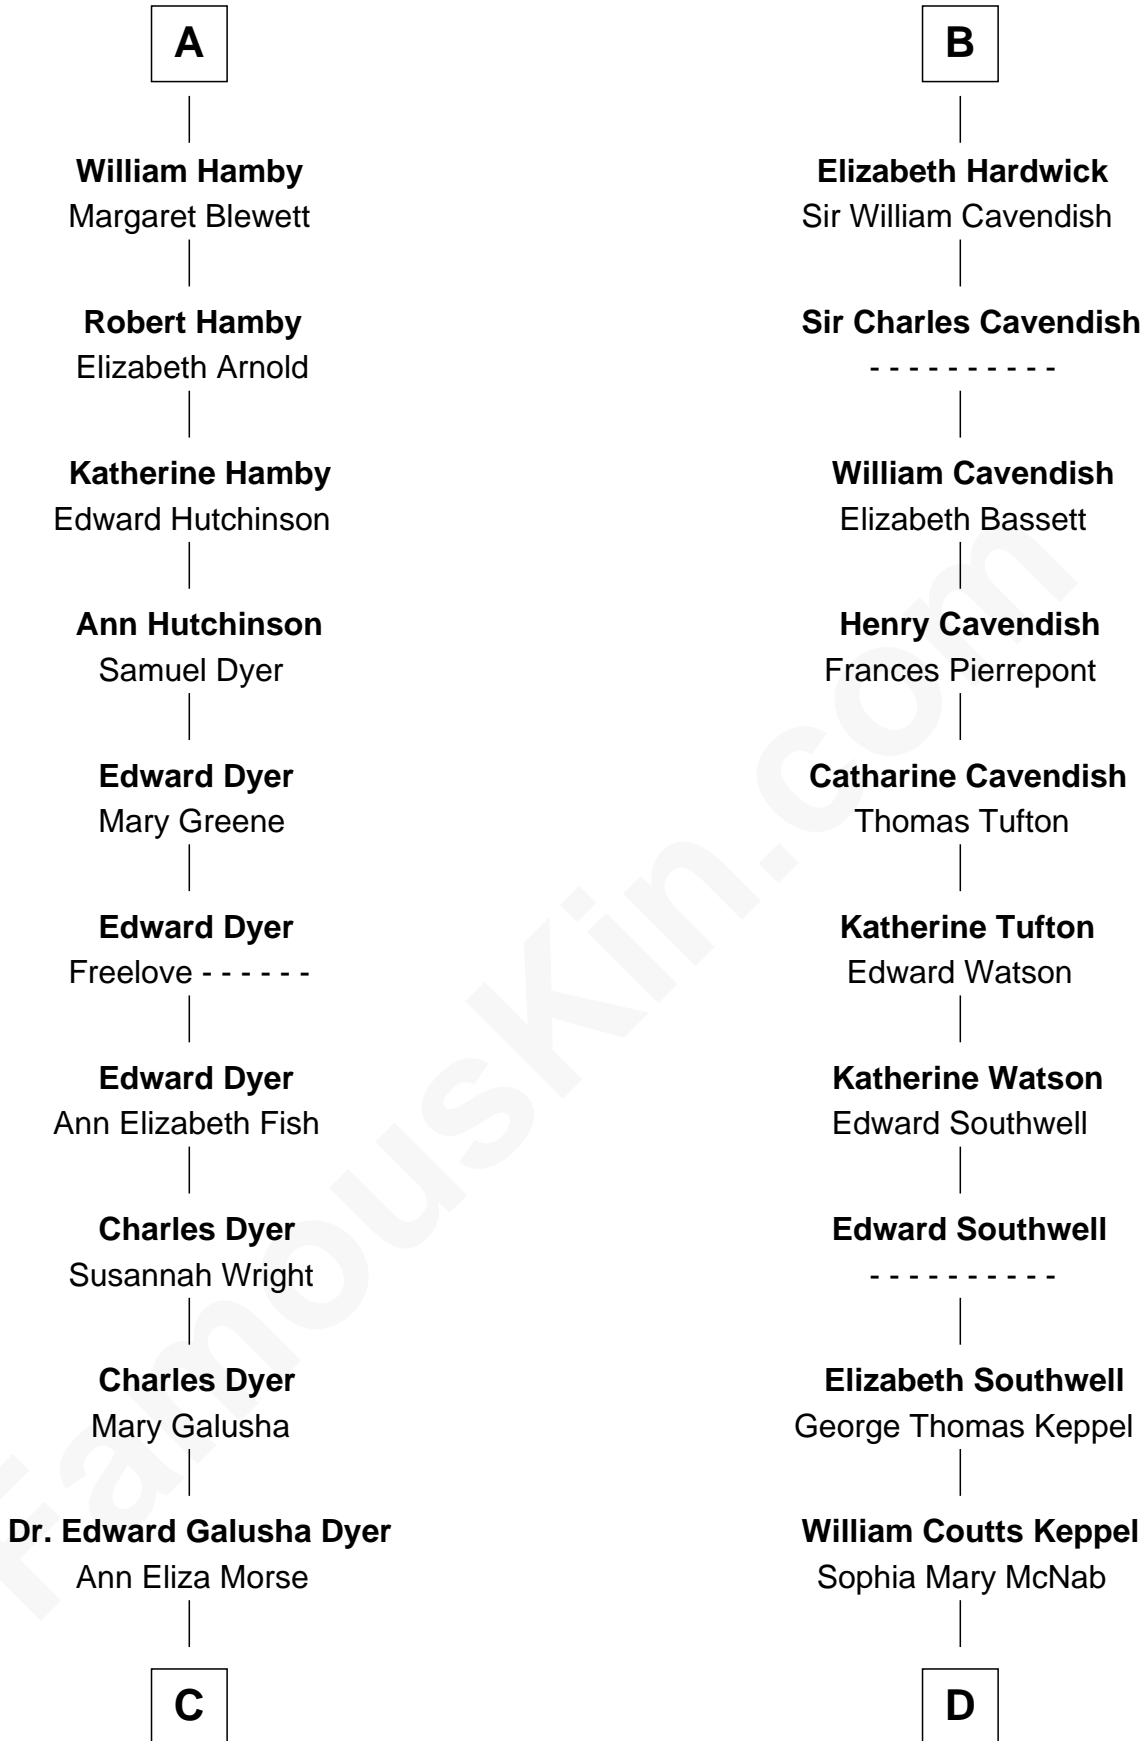 A
William Hamby
Margaret Blewett
Robert Hamby
Elizabeth Arnold
Katherine Hamby
Edward Hutchinson
Ann Hutchinson
Samuel Dyer
Edward Dyer
Mary Greene
Edward Dyer
Freelove - - - - - -
Edward Dyer
Ann Elizabeth Fish
Charles Dyer
Susannah Wright
Charles Dyer
Mary Galusha
Dr. Edward Galusha Dyer
Ann Eliza Morse
C
B
Elizabeth Hardwick
Sir William Cavendish
Sir Charles Cavendish
- - - - - - - - - -
William Cavendish
Elizabeth Bassett
Henry Cavendish
Frances Pierrepont
Catharine Cavendish
Thomas Tufton
Katherine Tufton
Edward Watson
Katherine Watson
Edward Southwell
Edward Southwell
- - - - - - - - - -
Elizabeth Southwell
George Thomas Keppel
William Coutts Keppel
Sophia Mary McNab
D
FamousKin.com